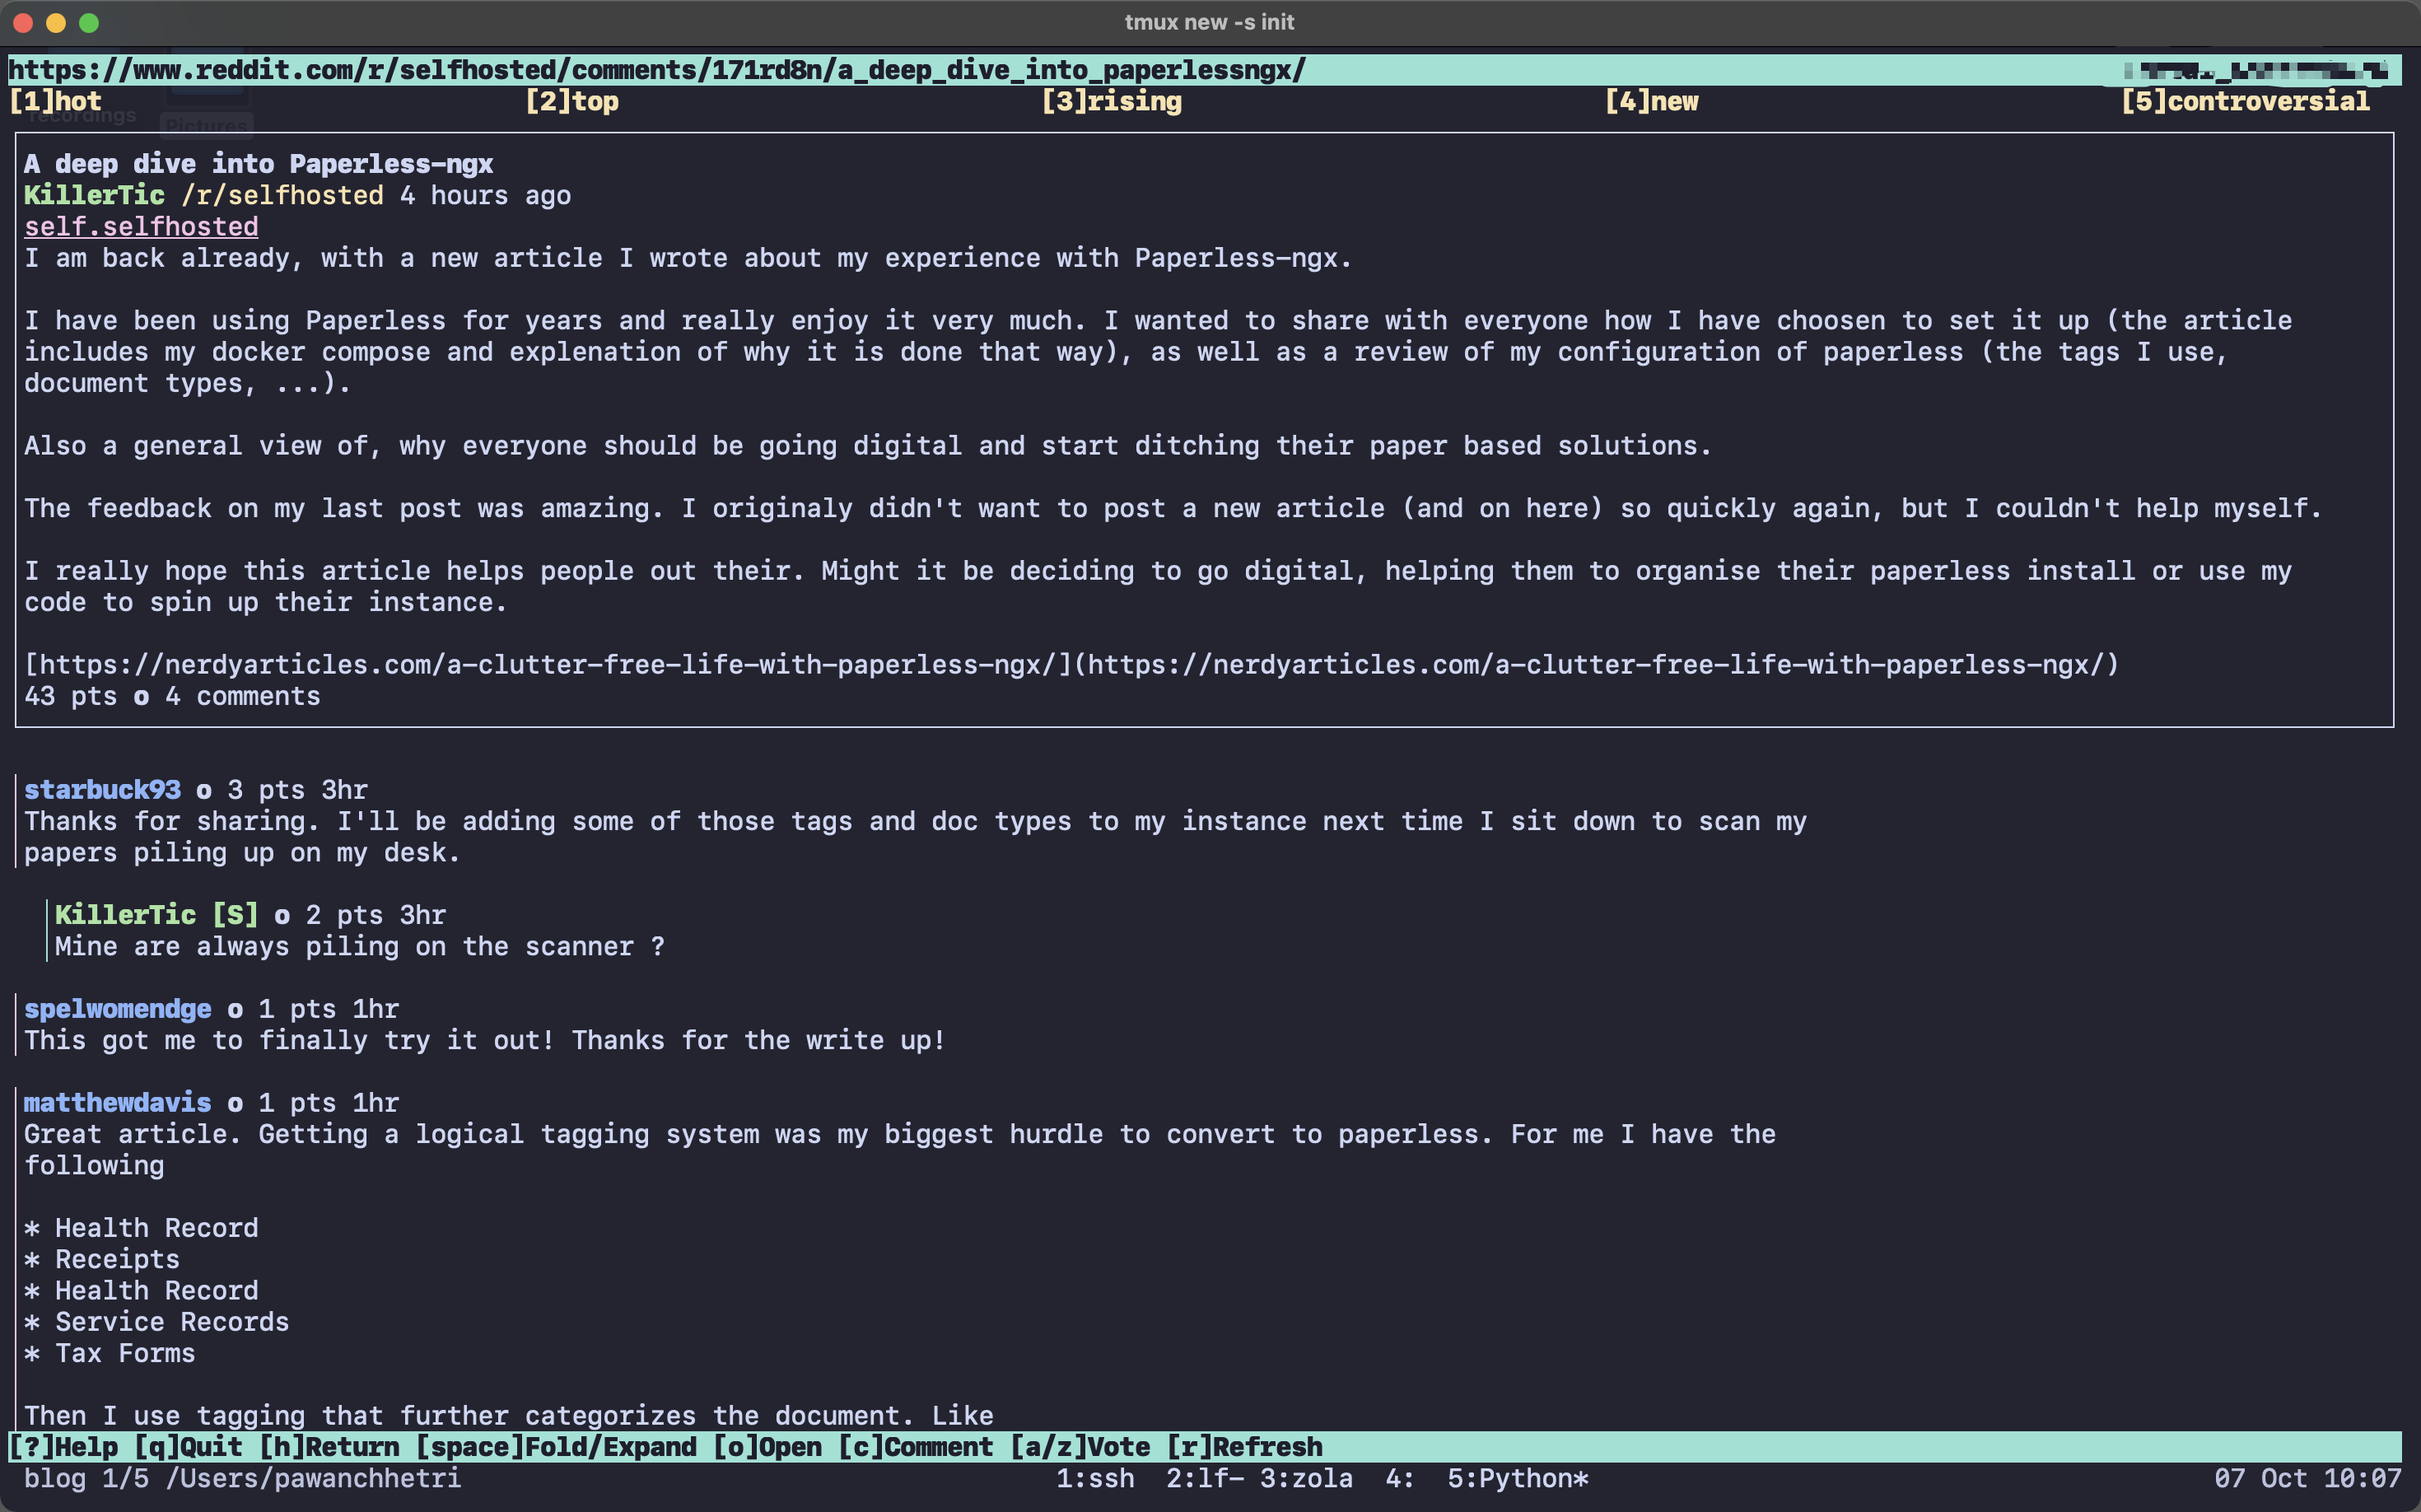 tmux new -s init
https://www.reddit.com/r/selfhosted/comments/171rd8n/a_deep_dive_into_paperlessngx/
[1]hot [2]top [3]rising [4]new [5]controversial
recordings
Pictures
A deep dive into Paperless-ngx
KillerTic /r/selfhosted 4 hours ago
self.selfhosted
I am back already, with a new article I wrote about my experience with Paperless-ngx.
I have been using Paperless for years and really enjoy it very much. I wanted to share with everyone how I have choosen to set it up (the article
includes my docker compose and explenation of why it is done that way), as well as a review of my configuration of paperless (the tags I use,
document types, ...).
Also a general view of, why everyone should be going digital and start ditching their paper based solutions.
The feedback on my last post was amazing. I originaly didn't want to post a new article (and on here) so quickly again, but I couldn't help myself.
I really hope this article helps people out their. Might it be deciding to go digital, helping them to organise their paperless install or use my
code to spin up their instance.
[https://nerdyarticles.com/a-clutter-free-life-with-paperless-ngx/](https://nerdyarticles.com/a-clutter-free-life-with-paperless-ngx/)
43 pts o 4 comments
starbuck93 o 3 pts 3hr
Thanks for sharing. I'll be adding some of those tags and doc types to my instance next time I sit down to scan my
papers piling up on my desk.
KillerTic [S] o 2 pts 3hr
Mine are always piling on the scanner ?
spelwomendge o 1 pts 1hr
This got me to finally try it out! Thanks for the write up!
matthewdavis o 1 pts 1hr
Great article. Getting a logical tagging system was my biggest hurdle to convert to paperless. For me I have the
following
* Health Record
* Receipts
* Health Record
* Service Records
* Tax Forms
Then I use tagging that further categorizes the document. Like
[?]Help [q]Quit [h]Return [space]Fold/Expand [o]Open [c]Comment [a/z]Vote [r]Refresh
blog 1/5 /Users/pawanchhetri 1:ssh 2:lf- 3:zola 4: 5:Python* 07 Oct 10:07